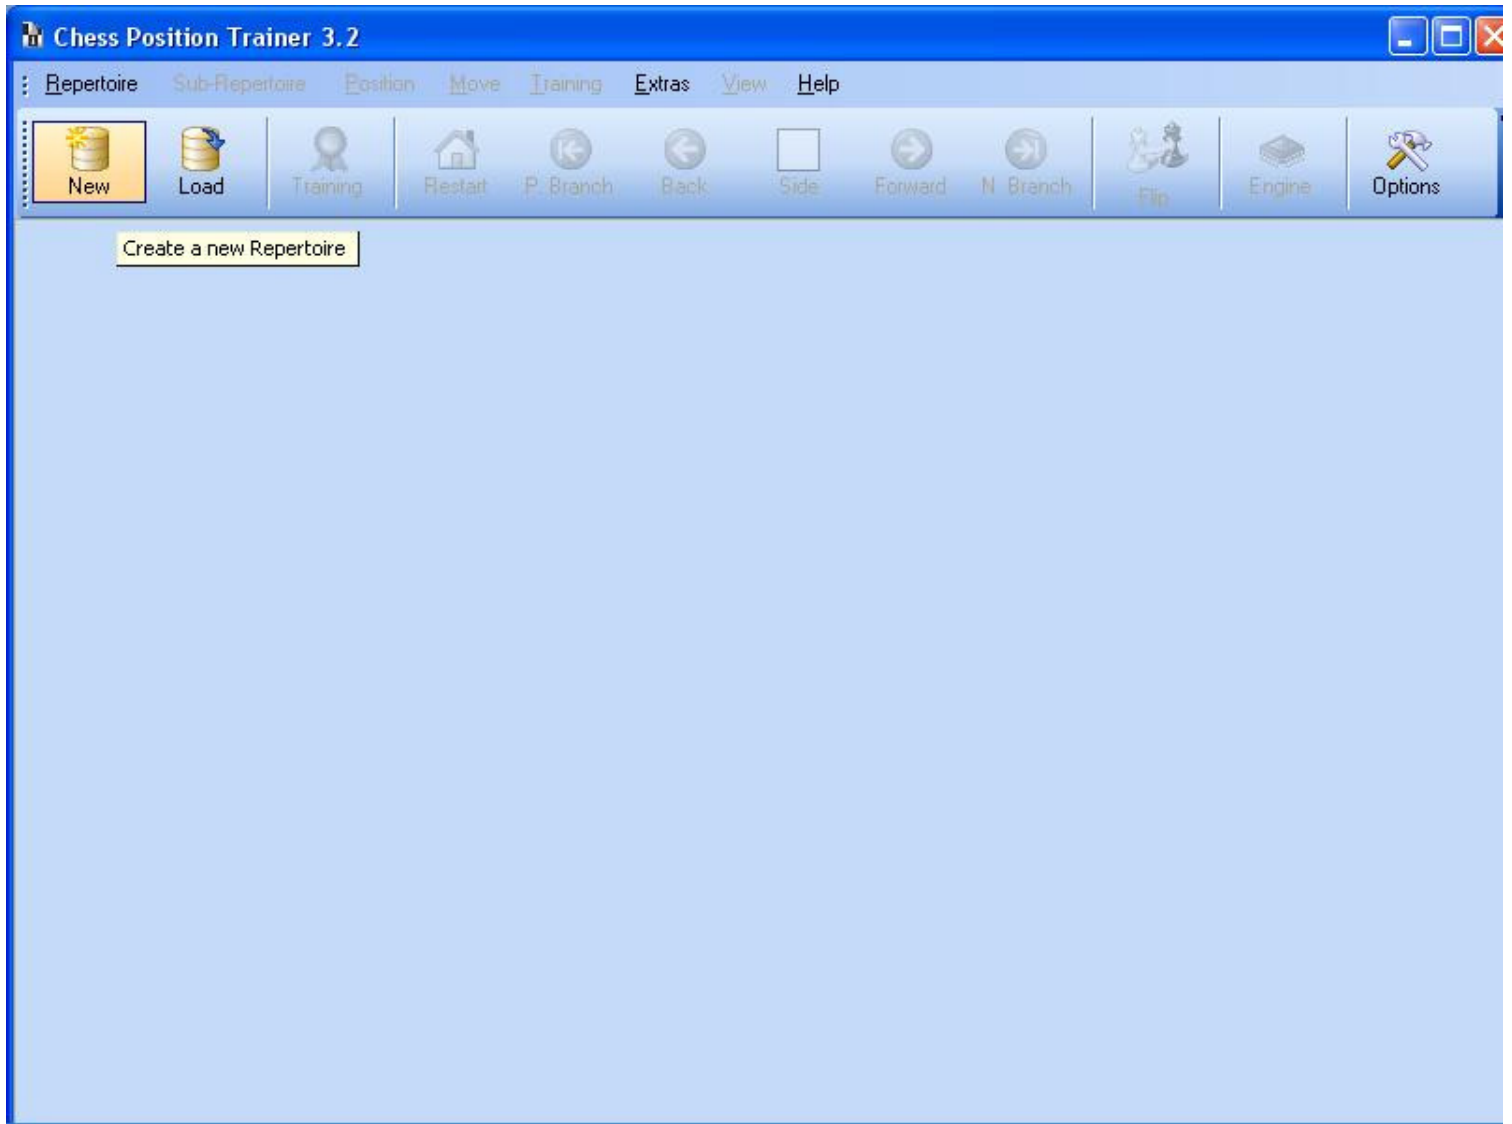 Chess Position Trainer 3.2
Repertoire Sub-Repertoire Position Move Training Extras View Help
New Load Training Restart P. Branch Back Side Forward N. Branch Flip Engine Options
Create a new Repertoire